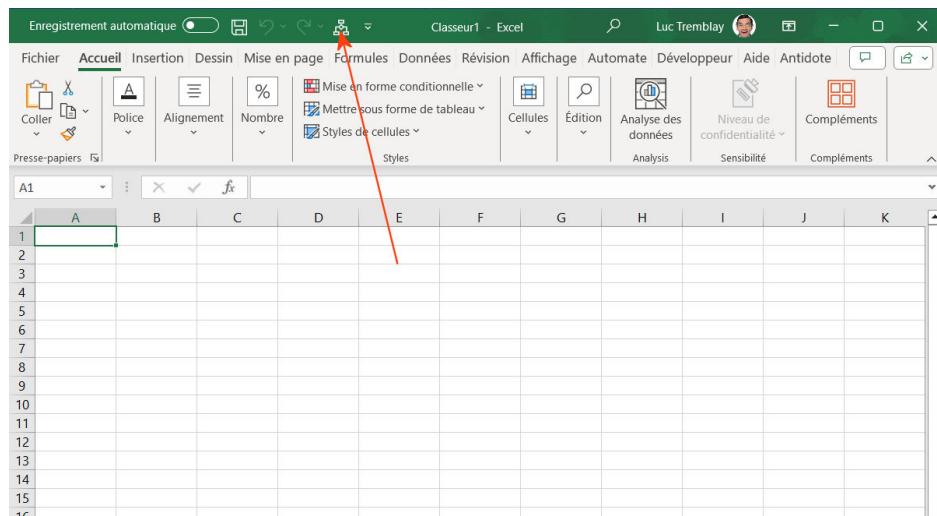 Enregistrement automatique Classeur1 - Excel Luc Tremblay
Fichier Accueil Insertion Dessin Mise en page Formules Données Révision Affichage Automate Développeur Aide Antidote
Coller Police Alignement Nombre
Mise en forme conditionnelle
Mettre sous forme de tableau
Styles de cellules
Cellules Édition Analyse des données Niveau de confidentialité Compléments
Presse-papiers Styles Analysis Sensibilité Compléments
A1 fx
A B C D E F G H I J K
1
2
3
4
5
6
7
8
9
10
11
12
13
14
15
16